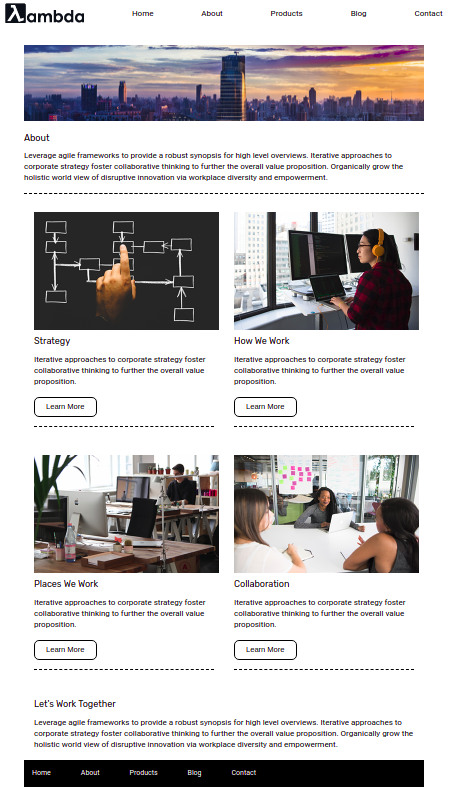 λambda Home About Products Blog Contact
About
Leverage agile frameworks to provide a robust synopsis for high level overviews. Iterative approaches to
corporate strategy foster collaborative thinking to further the overall value proposition. Organically grow the
holistic world view of disruptive innovation via workplace diversity and empowerment.
Strategy
Iterative approaches to corporate strategy foster
collaborative thinking to further the overall value
proposition.
Learn More
How We Work
Iterative approaches to corporate strategy foster
collaborative thinking to further the overall value
proposition.
Learn More
Places We Work
Iterative approaches to corporate strategy foster
collaborative thinking to further the overall value
proposition.
Learn More
Collaboration
Iterative approaches to corporate strategy foster
collaborative thinking to further the overall value
proposition.
Learn More
Let's Work Together
Leverage agile frameworks to provide a robust synopsis for high level overviews. Iterative approaches to
corporate strategy foster collaborative thinking to further the overall value proposition. Organically grow the
holistic world view of disruptive innovation via workplace diversity and empowerment.
Home About Products Blog Contact